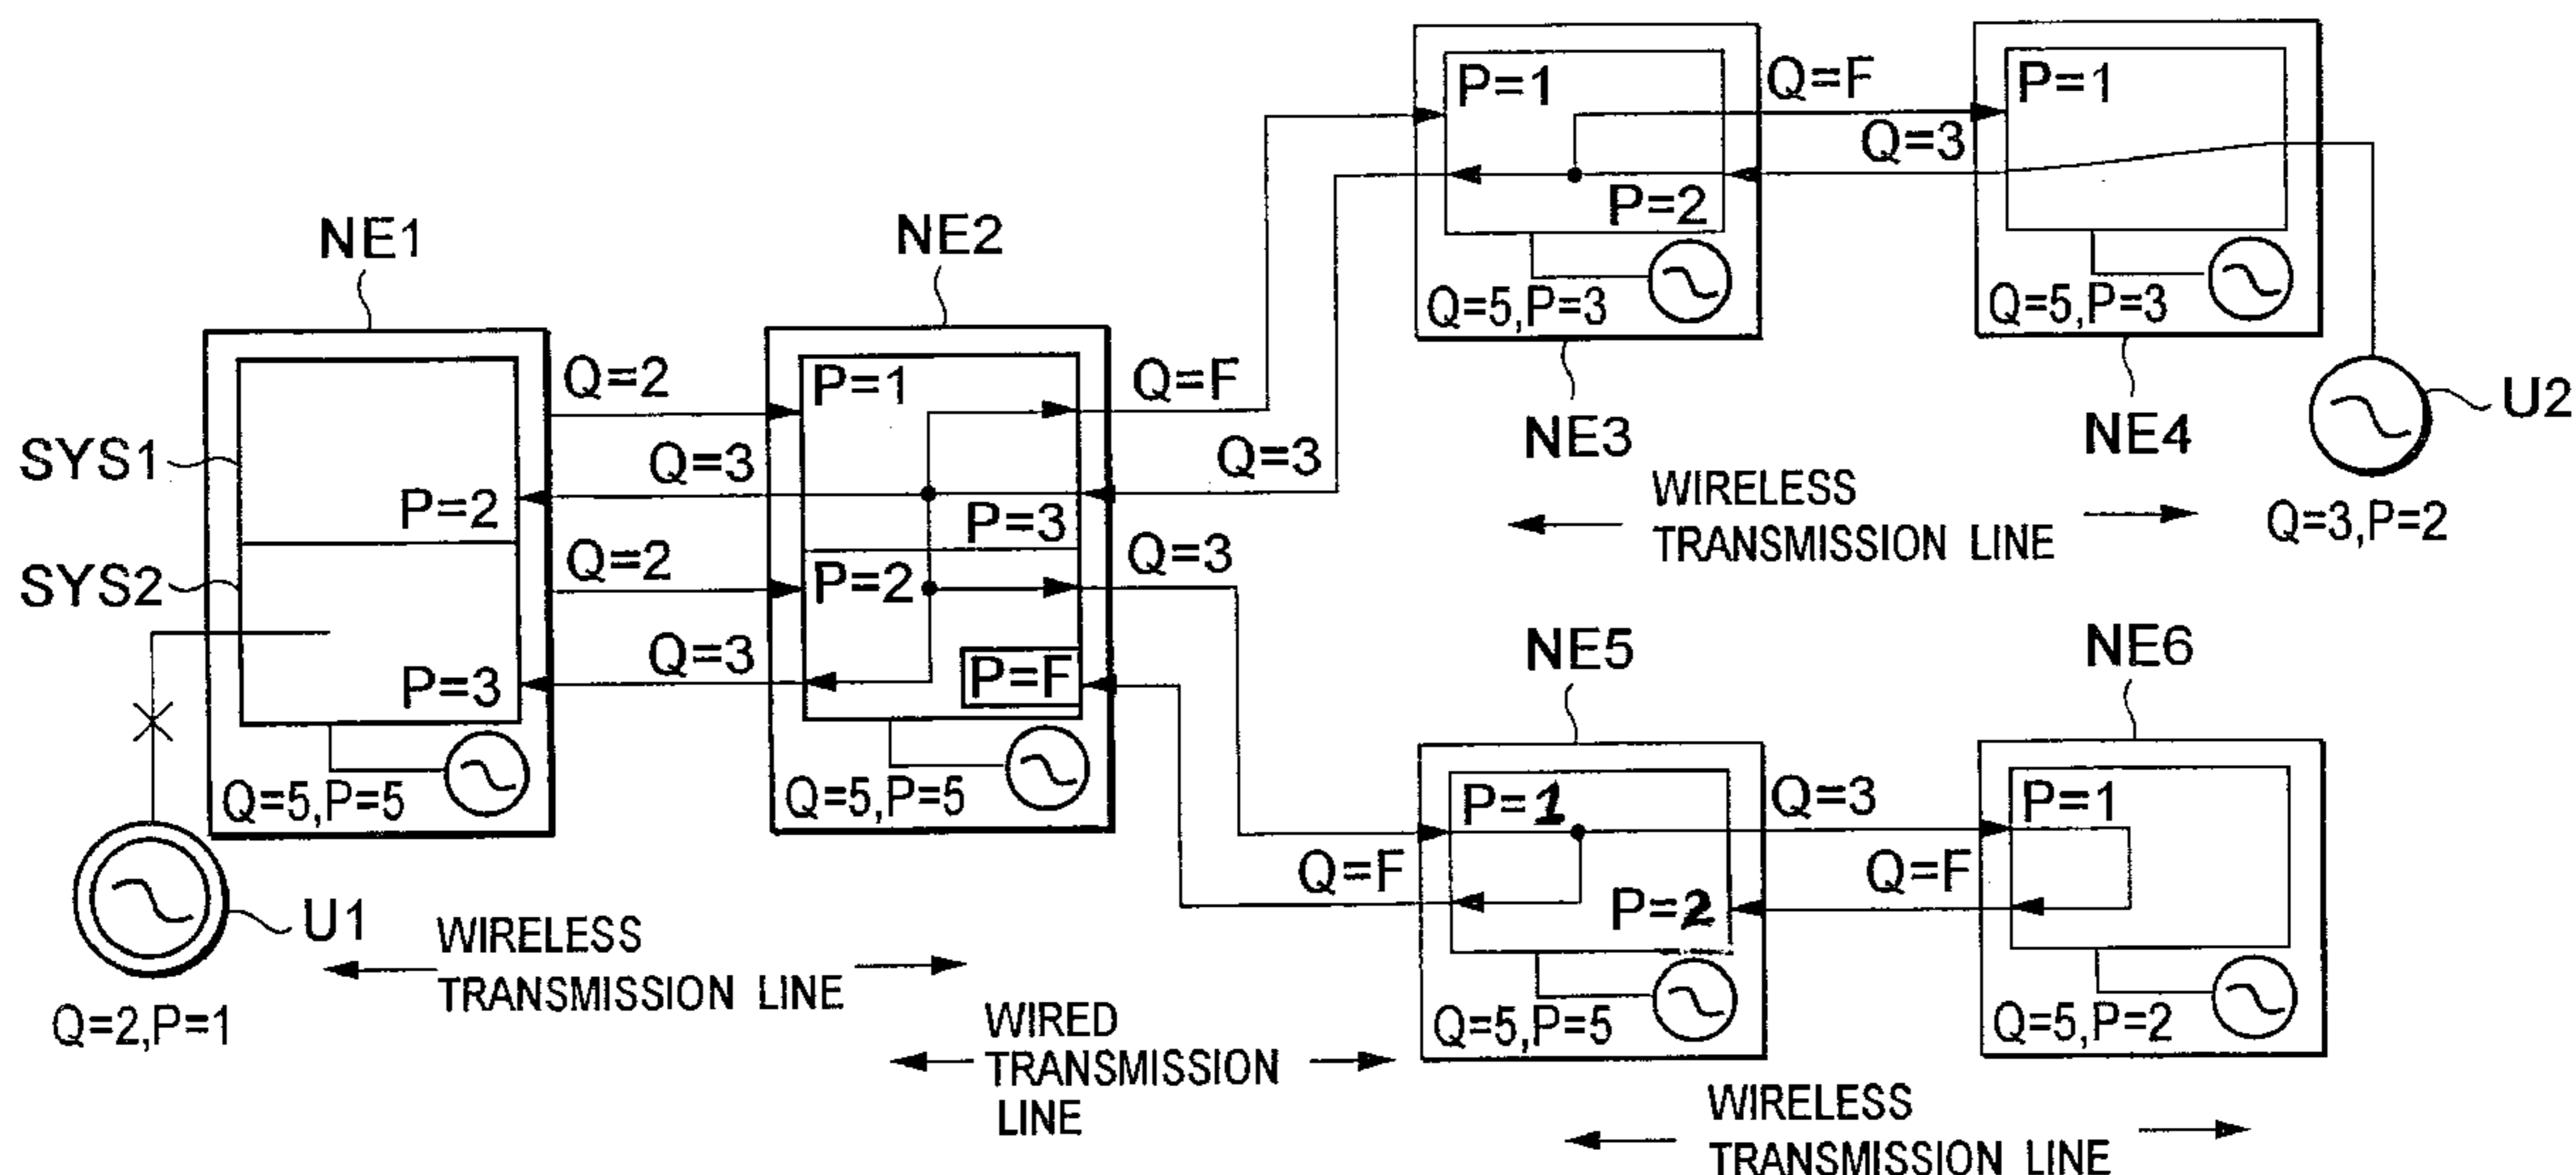 NE1
SYS1
SYS2
P=2
P=3
Q=5,P=5
U1
Q=2,P=1
Q=2
Q=3
Q=2
Q=3
WIRELESS
TRANSMISSION LINE
NE2
P=1
P=3
P=2
P=F
Q=5,P=5
Q=F
Q=3
Q=3
Q=F
WIRED
TRANSMISSION
LINE
P=1
P=2
Q=5,P=3
NE3
Q=F
Q=3
P=1
Q=5,P=3
NE4
U2
Q=3,P=2
WIRELESS
TRANSMISSION LINE
NE5
P=1
P=2
Q=5,P=5
Q=3
Q=F
NE6
P=1
Q=5,P=2
WIRELESS
TRANSMISSION LINE